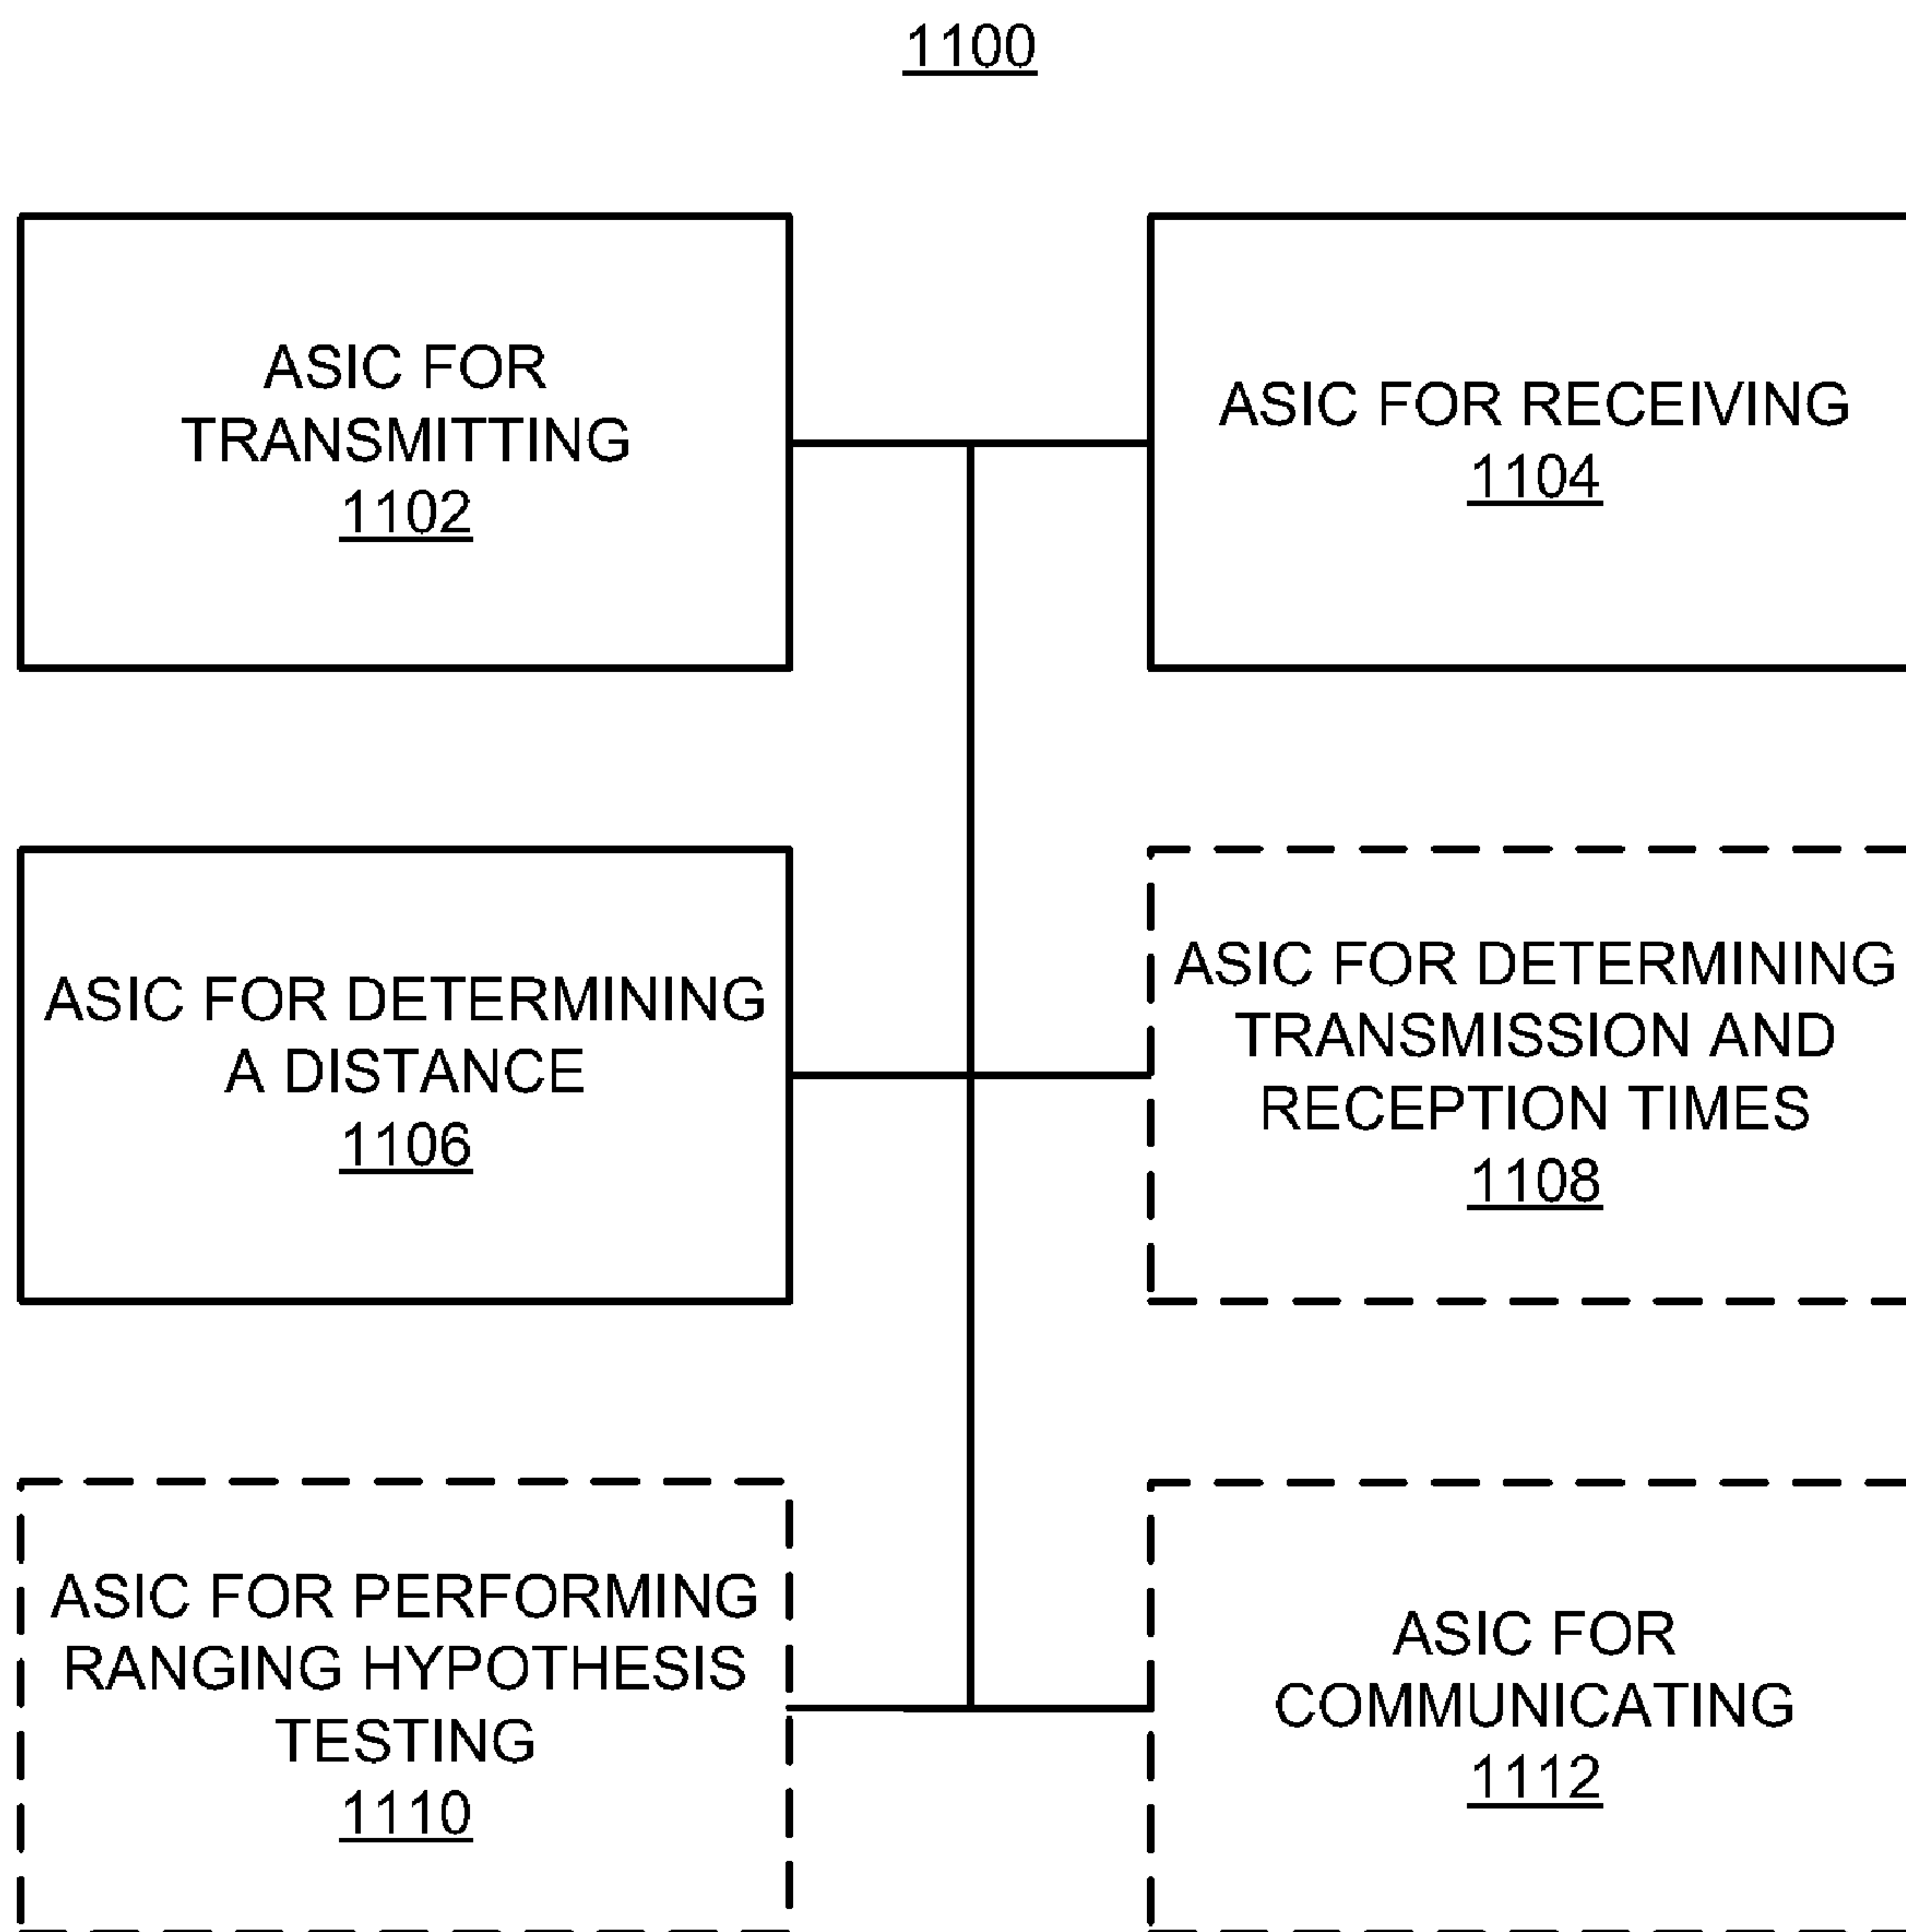 1100
ASIC FOR
TRANSMITTING
1102
ASIC FOR RECEIVING
1104
ASIC FOR DETERMINING
A DISTANCE
1106
ASIC FOR DETERMINING
TRANSMISSION AND
RECEPTION TIMES
1108
ASIC FOR PERFORMING
RANGING HYPOTHESIS
TESTING
1110
ASIC FOR
COMMUNICATING
1112